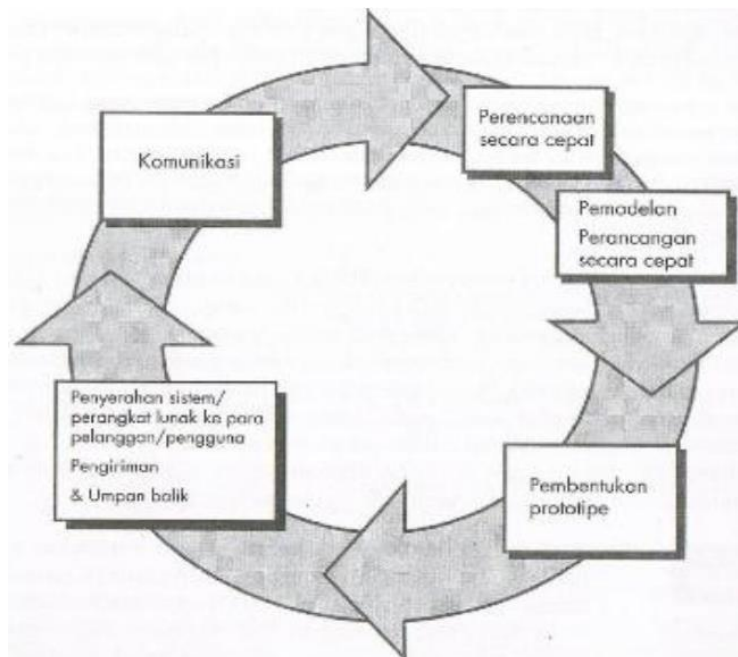 Komunikasi
Perencanaan
secara cepat
Pemodelan
Perancangan
secara cepat
Pembentukan
prototipe
Penyerahan sistem/
perangkat lunak ke para
pelanggan/pengguna
Pengiriman
& Umpan balik